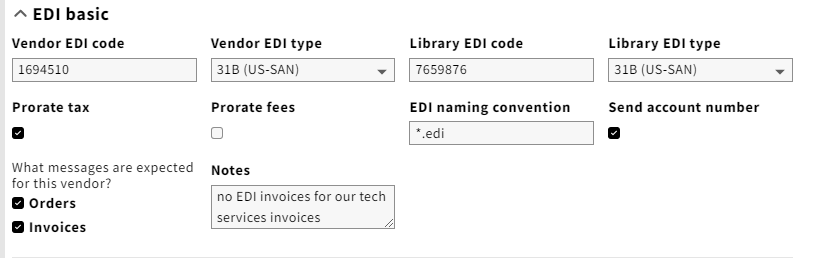 EDI basic
Vendor EDI code
Vendor EDI type
Library EDI code
Library EDI type
1694510
31B (US-SAN)
7659876
31B (US-SAN)
Prorate tax
Prorate fees
EDI naming convention
Send account number
*.edi
What messages are expected
for this vendor?
Orders
Invoices
Notes
no EDI invoices for our tech
services invoices